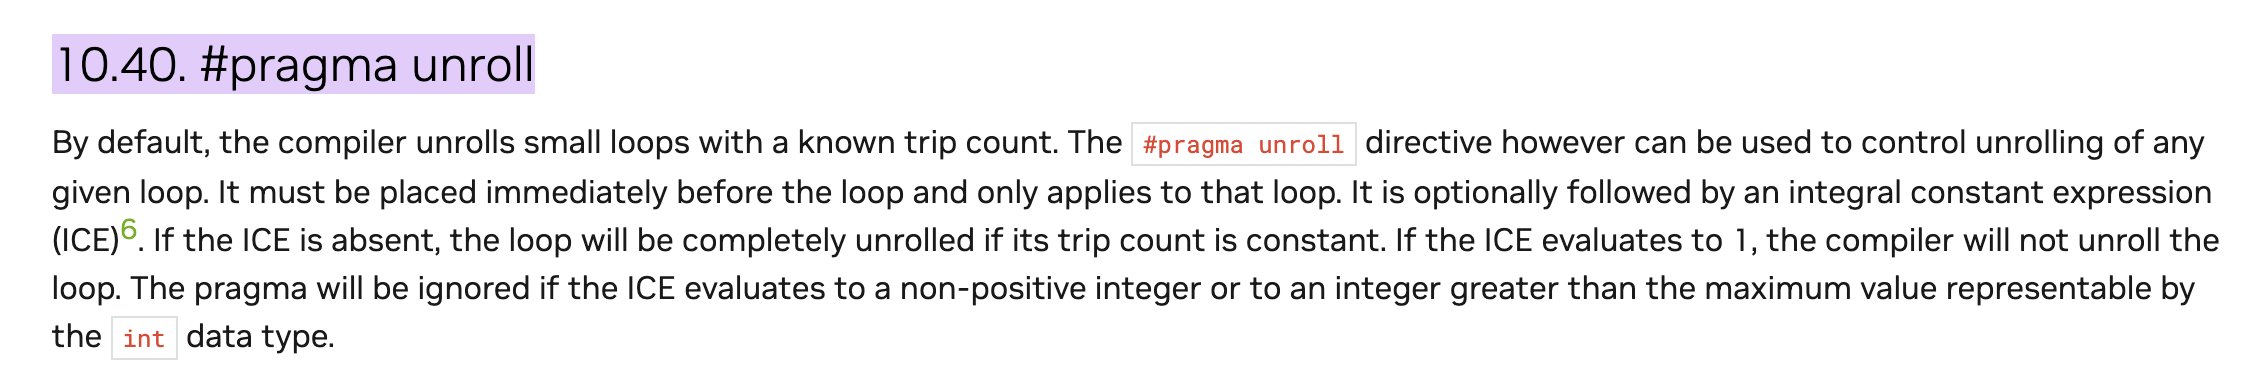 10.40. #pragma unroll
By default, the compiler unrolls small loops with a known trip count. The #pragma unroll directive however can be used to control unrolling of any
given loop. It must be placed immediately before the loop and only applies to that loop. It is optionally followed by an integral constant expression
(ICE)6. If the ICE is absent, the loop will be completely unrolled if its trip count is constant. If the ICE evaluates to 1, the compiler will not unroll the
loop. The pragma will be ignored if the ICE evaluates to a non-positive integer or to an integer greater than the maximum value representable by
the int data type.